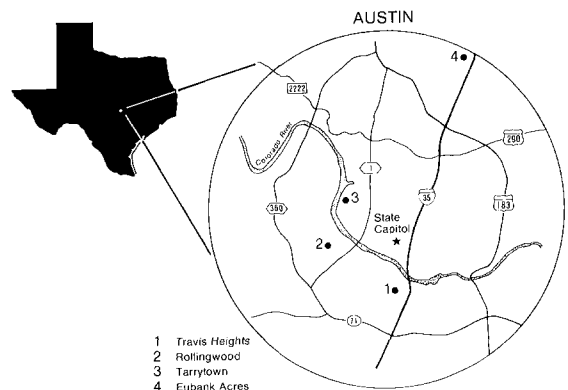 AUSTIN
4
2222
Colorado River
290
1
35
183
360
3
State
Capitol
2
1
71
1 Travis Heights
2 Rollingwood
3 Tarrytown
4 Eubank Acres